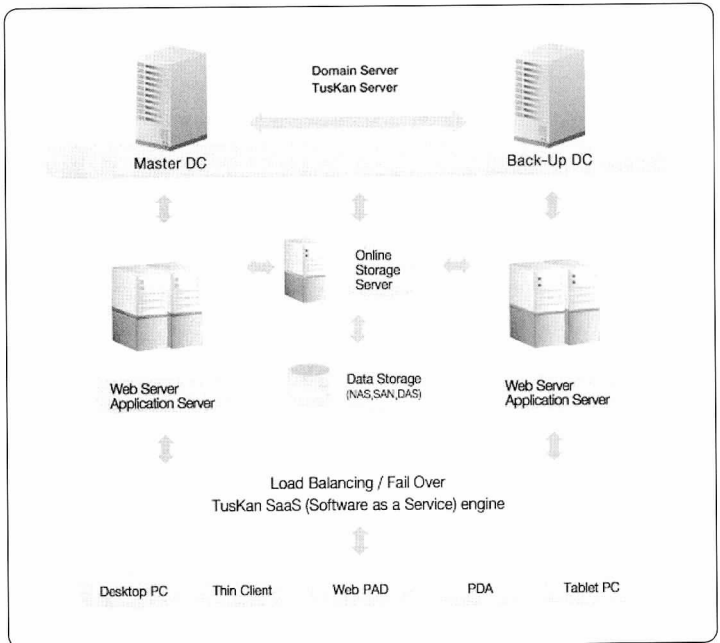 Domain Server
TusKan Server
Master DC
Back-Up DC
Online
Storage
Server
Web Server
Application Server
Data Storage
(NAS,SAN,DAS)
Web Server
Application Server
Load Balancing / Fail Over
TusKan SaaS (Software as a Service) engine
Desktop PC
Thin Client
Web PAD
PDA
Tablet PC